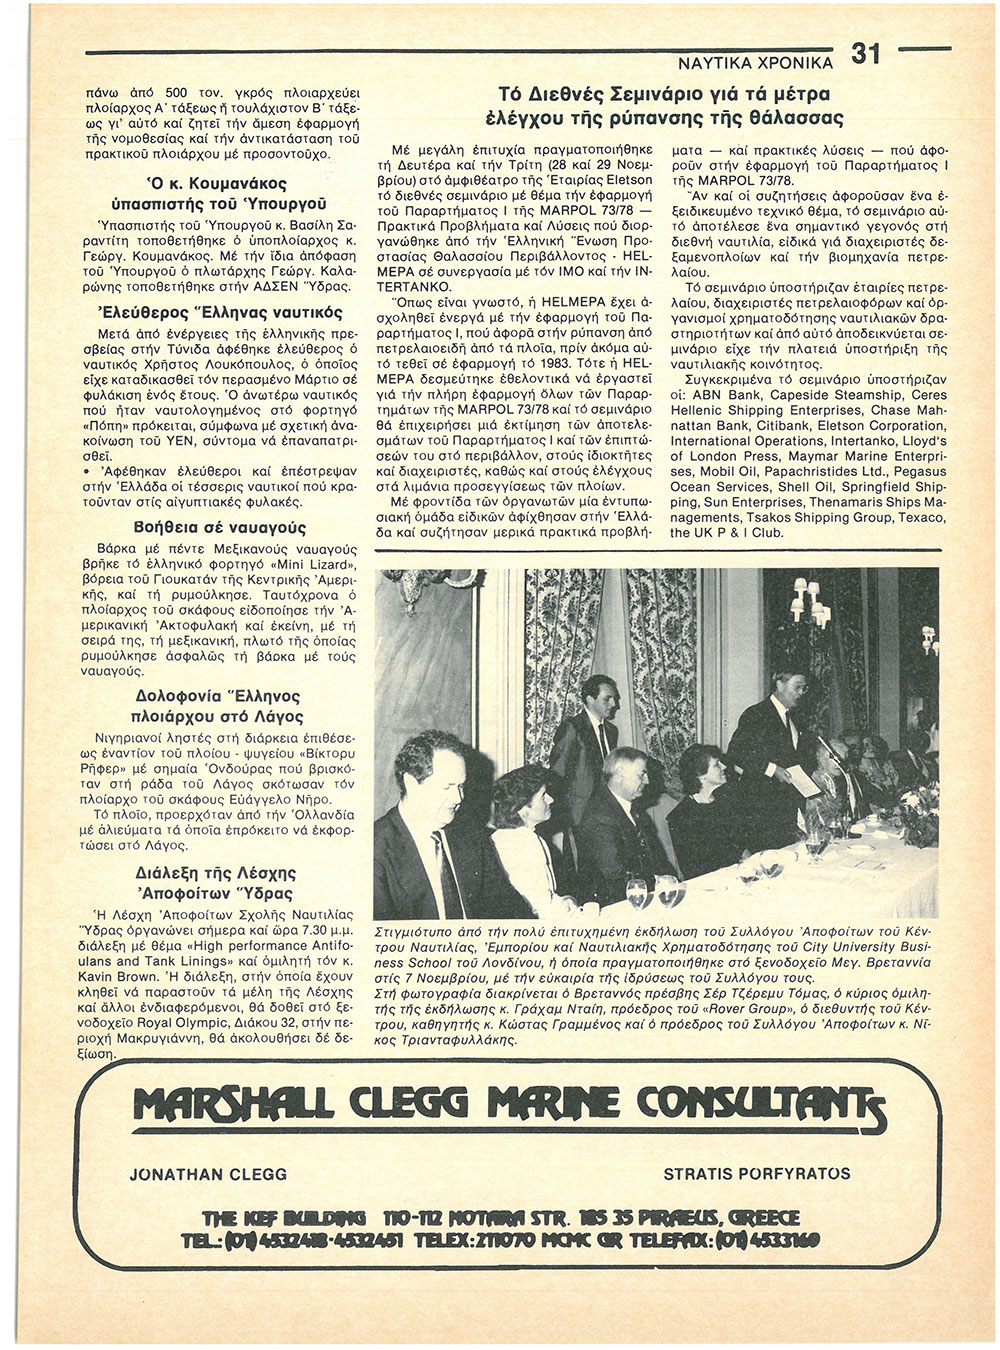 31
ΝΑΥΤΙΚΑ ΧΡΟΝΙΚΑ
πάνω ἀπό 500 τον. γκρός πλοιαρχεύει
πλοίαρχος Α΄ τάξεως ἤ τουλάχιστον Β΄ τάξε-
ως γι' αὐτό καί ζητεῖ τήν ἄμεση ἐφαρμογή
τῆς νομοθεσίας καί τήν ἀντικατάσταση τοῦ
πρακτικοῦ πλοιάρχου μέ προσοντοῦχο.
Ὁ κ. Κουμανάκος
ὑπασπιστής τοῦ Ὑπουργοῦ
Ὑπασπιστής τοῦ Ὑπουργοῦ κ. Βασίλη Σα-
ραντίτη τοποθετήθηκε ὁ ὑποπλοίαρχος κ.
Γεώργ. Κουμανάκος. Μέ τήν ἴδια ἀπόφαση
τοῦ Ὑπουργοῦ ὁ πλωτάρχης Γεώργ. Καλα-
ρώνης τοποθετήθηκε στήν ΑΔΣΕΝ Ὕδρας.
Ἐλεύθερος Ἕλληνας ναυτικός
Μετά ἀπό ἐνέργειες τῆς ἑλληνικῆς πρε-
σβείας στήν Τύνιδα ἀφέθηκε ἐλεύθερος ὁ
ναυτικός Χρῆστος Λουκόπουλος, ὁ ὁποῖος
εἶχε καταδικασθεῖ τόν περασμένο Μάρτιο σέ
φυλάκιση ἑνός ἔτους. Ὁ ἀνωτέρω ναυτικός
πού ἦταν ναυτολογημένος στό φορτηγό
«Πόπη» πρόκειται, σύμφωνα μέ σχετική ἀνα-
κοίνωση τοῦ ΥΕΝ, σύντομα νά ἐπαναπατρι-
σθεῖ.
• Ἀφέθηκαν ἐλεύθεροι καί ἐπέστρεψαν
στήν Ἑλλάδα οἱ τέσσερις ναυτικοί πού κρα-
τοῦνταν στίς αἰγυπτιακές φυλακές.
Βοήθεια σέ ναυαγούς
Βάρκα μέ πέντε Μεξικανούς ναυαγούς
βρῆκε τό ἑλληνικό φορτηγό «Mini Lizard»,
βόρεια τοῦ Γιουκατάν τῆς Κεντρικῆς Ἀμερι-
κῆς, καί τή ρυμούλκησε. Ταυτόχρονα ὁ
πλοίαρχος τοῦ σκάφους εἰδοποίησε τήν Ἀ-
μερικανική Ἀκτοφυλακή καί ἐκείνη, μέ τή
σειρά της, τή μεξικανική, πλωτό τῆς ὁποίας
ρυμούλκησε ἀσφαλῶς τή βάρκα μέ τούς
ναυαγούς.
Δολοφονία Ἕλληνος
πλοιάρχου στό Λάγος
Νιγηριανοί ληστές στή διάρκεια ἐπιθέσε-
ως ἐναντίον τοῦ πλοίου - ψυγείου «Βίκτορυ
Ρῆφερ» μέ σημαία Ὁνδούρας πού βρισκό-
ταν στή ράδα τοῦ Λάγος σκότωσαν τόν
πλοίαρχο τοῦ σκάφους Εὐάγγελο Νῆρο.
Τό πλοῖο, προερχόταν ἀπό τήν Ὁλλανδία
μέ ἁλιεύματα τά ὁποῖα ἐπρόκειτο νά ἐκφορ-
τώσει στό Λάγος.
Διάλεξη τῆς Λέσχης
Ἀποφοίτων Ὕδρας
Ἡ Λέσχη Ἀποφοίτων Σχολῆς Ναυτιλίας
Ὕδρας ὀργανώνει σήμερα καί ὥρα 7.30 μ.μ.
διάλεξη μέ θέμα «High performance Antifo-
ulans and Tank Linings» καί ὁμιλητή τόν κ.
Kavin Brown. Ἡ διάλεξη, στήν ὁποία ἔχουν
κληθεῖ νά παραστοῦν τά μέλη τῆς Λέσχης
καί ἄλλοι ἐνδιαφερόμενοι, θά δοθεῖ στό ξε-
νοδοχεῖο Royal Olympic, Διάκου 32, στήν πε-
ριοχή Μακρυγιάννη, θά ἀκολουθήσει δέ δε-
ξίωση.
Τό Διεθνές Σεμινάριο γιά τά μέτρα
ἐλέγχου τῆς ρύπανσης τῆς θάλασσας
Μέ μεγάλη ἐπιτυχία πραγματοποιήθηκε
τή Δευτέρα καί τήν Τρίτη (28 καί 29 Νοεμ-
βρίου) στό ἀμφιθέατρο τῆς Ἑταιρίας Eletson
τό διεθνές σεμινάριο μέ θέμα τήν ἐφαρμογή
τοῦ Παραρτήματος Ι τῆς MARPOL 73/78 —
Πρακτικά Προβλήματα καί Λύσεις πού διορ-
γανώθηκε ἀπό τήν Ἑλληνική Ἕνωση Προ-
στασίας Θαλασσίου Περιβάλλοντος - HEL-
MEPA σέ συνεργασία μέ τόν ΙΜΟ καί τήν IN-
TERTANKO.
Ὅπως εἶναι γνωστό, ἡ HELMEPA ἔχει ἀ-
σχοληθεῖ ἐνεργά μέ τήν ἐφαρμογή τοῦ Πα-
ραρτήματος Ι, πού ἀφορᾶ στήν ρύπανση ἀπό
πετρελαιοειδῆ ἀπό τά πλοῖα, πρίν ἀκόμα αὐ-
τό τεθεῖ σέ ἐφαρμογή τό 1983. Τότε ἡ HEL-
MEPA δεσμεύτηκε ἐθελοντικά νά ἐργαστεῖ
γιά τήν πλήρη ἐφαρμογή ὅλων τῶν Παραρ-
τημάτων τῆς MARPOL 73/78 καί τό σεμινάριο
θά ἐπιχειρήσει μιά ἐκτίμηση τῶν ἀποτελε-
σμάτων τοῦ Παραρτήματος Ι καί τῶν ἐπιπτώ-
σεών του στό περιβάλλον, στούς ἰδιοκτῆτες
καί διαχειριστές, καθώς καί στούς ἐλέγχους
στά λιμάνια προσεγγίσεως τῶν πλοίων.
Μέ φροντίδα τῶν ὀργανωτῶν μία ἐντυπω-
σιακή ὁμάδα εἰδικῶν ἀφίχθησαν στήν Ἑλλά-
δα καί συζήτησαν μερικά πρακτικά προβλή-
ματα — καί πρακτικές λύσεις — πού ἀφο-
ροῦν στήν ἐφαρμογή τοῦ Παραρτήματος Ι
τῆς MARPOL 73/78.
Ἄν καί οἱ συζητήσεις ἀφοροῦσαν ἕνα ἐ-
ξειδικευμένο τεχνικό θέμα, τό σεμινάριο αὐ-
τό ἀποτέλεσε ἕνα σημαντικό γεγονός στή
διεθνή ναυτιλία, εἰδικά γιά διαχειριστές δε-
ξαμενοπλοίων καί τήν βιομηχανία πετρε-
λαίου.
Τό σεμινάριο ὑποστήριξαν ἑταιρίες πετρε-
λαίου, διαχειριστές πετρελαιοφόρων καί ὀρ-
γανισμοί χρηματοδότησης ναυτιλιακῶν δρα-
στηριοτήτων καί ἀπό αὐτό ἀποδεικνύεται σε-
μινάριο εἶχε τήν πλατειά ὑποστήριξη τῆς
ναυτιλιακῆς κοινότητος.
Συγκεκριμένα τό σεμινάριο ὑποστήριξαν
οἱ: ABN Bank, Capeside Steamship, Ceres
Hellenic Shipping Enterprises, Chase Mah-
nattan Bank, Citibank, Eletson Corporation,
International Operations, Intertanko, Lloyd's
of London Press, Maymar Marine Enterpri-
ses, Mobil Oil, Papachristides Ltd., Pegasus
Ocean Services, Shell Oil, Springfield Ship-
ping, Sun Enterprises, Thenamaris Ships Ma-
nagements, Tsakos Shipping Group, Texaco,
the UK P & I Club.
Στιγμιότυπο ἀπό τήν πολύ ἐπιτυχημένη ἐκδήλωση τοῦ Συλλόγου Ἀποφοίτων τοῦ Κέν-
τρου Ναυτιλίας, Ἐμπορίου καί Ναυτιλιακῆς Χρηματοδότησης τοῦ City University Busi-
ness School τοῦ Λονδίνου, ἡ ὁποία πραγματοποιήθηκε στό ξενοδοχεῖο Μεγ. Βρεταννία
στίς 7 Νοεμβρίου, μέ τήν εὐκαιρία τῆς ἱδρύσεως τοῦ Συλλόγου τους.
Στή φωτογραφία διακρίνεται ὁ Βρεταννός πρέσβης Σέρ Τζέρεμυ Τόμας, ὁ κύριος ὁμιλη-
τής τῆς ἐκδήλωσης κ. Γράχαμ Νταίη, πρόεδρος τοῦ «Rover Group», ὁ διευθυντής τοῦ Κέν-
τρου, καθηγητής κ. Κώστας Γραμμένος καί ὁ πρόεδρος τοῦ Συλλόγου Ἀποφοίτων κ. Νῖ-
κος Τριανταφυλλάκης.
MARSHALL CLEGG MARINE CONSULTANTS
JONATHAN CLEGG
STRATIS PORFYRATOS
THE KEF BUILDING 110-112 NOTARA STR. 185 35 PIRAEUS, GREECE
TEL.: (01) 4532418-4532451 TELEX: 211070 MCMC GR TELEFAX: (01) 4533169